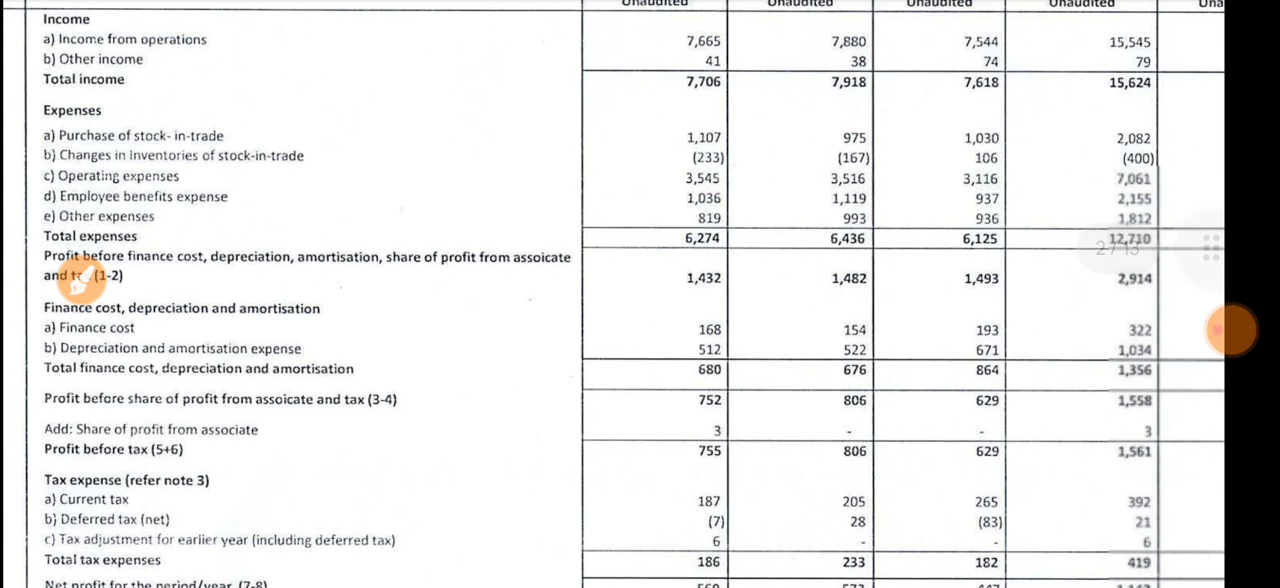 Unaudited Unaudited Unaudited Unaudited Una
Income
a) Income from operations 7,665 7,880 7,544 15,545
b) Other income 41 38 74 79
Total income 7,706 7,918 7,618 15,624
Expenses
a) Purchase of stock- in-trade 1,107 975 1,030 2,082
b) Changes in Inventories of stock-in-trade (233) (167) 106 (400)
c) Operating expenses 3,545 3,516 3,116 7,061
d) Employee benefits expense 1,036 1,119 937 2,155
e) Other expenses 819 993 936 1,812
Total expenses 6,274 6,436 6,125 12,710
Profit before finance cost, depreciation, amortisation, share of profit from assoicate
and (1-2) 1,432 1,482 1,493 2,914
Finance cost, depreciation and amortisation
a) Finance cost 168 154 193 322
b) Depreciation and amortisation expense 512 522 671 1,034
Total finance cost, depreciation and amortisation 680 676 864 1,356
Profit before share of profit from assoicate and tax (3-4) 752 806 629 1,558
Add: Share of profit from associate 3 - - 3
Profit before tax (5+6) 755 806 629 1,561
Tax expense (refer note 3)
a) Current tax 187 205 265 392
b) Deferred tax (net) (7) 28 (83) 21
c) Tax adjustment for earlier year (including deferred tax) 6 - - 6
Total tax expenses 186 233 182 419
Net profit for the period/year (7-8)